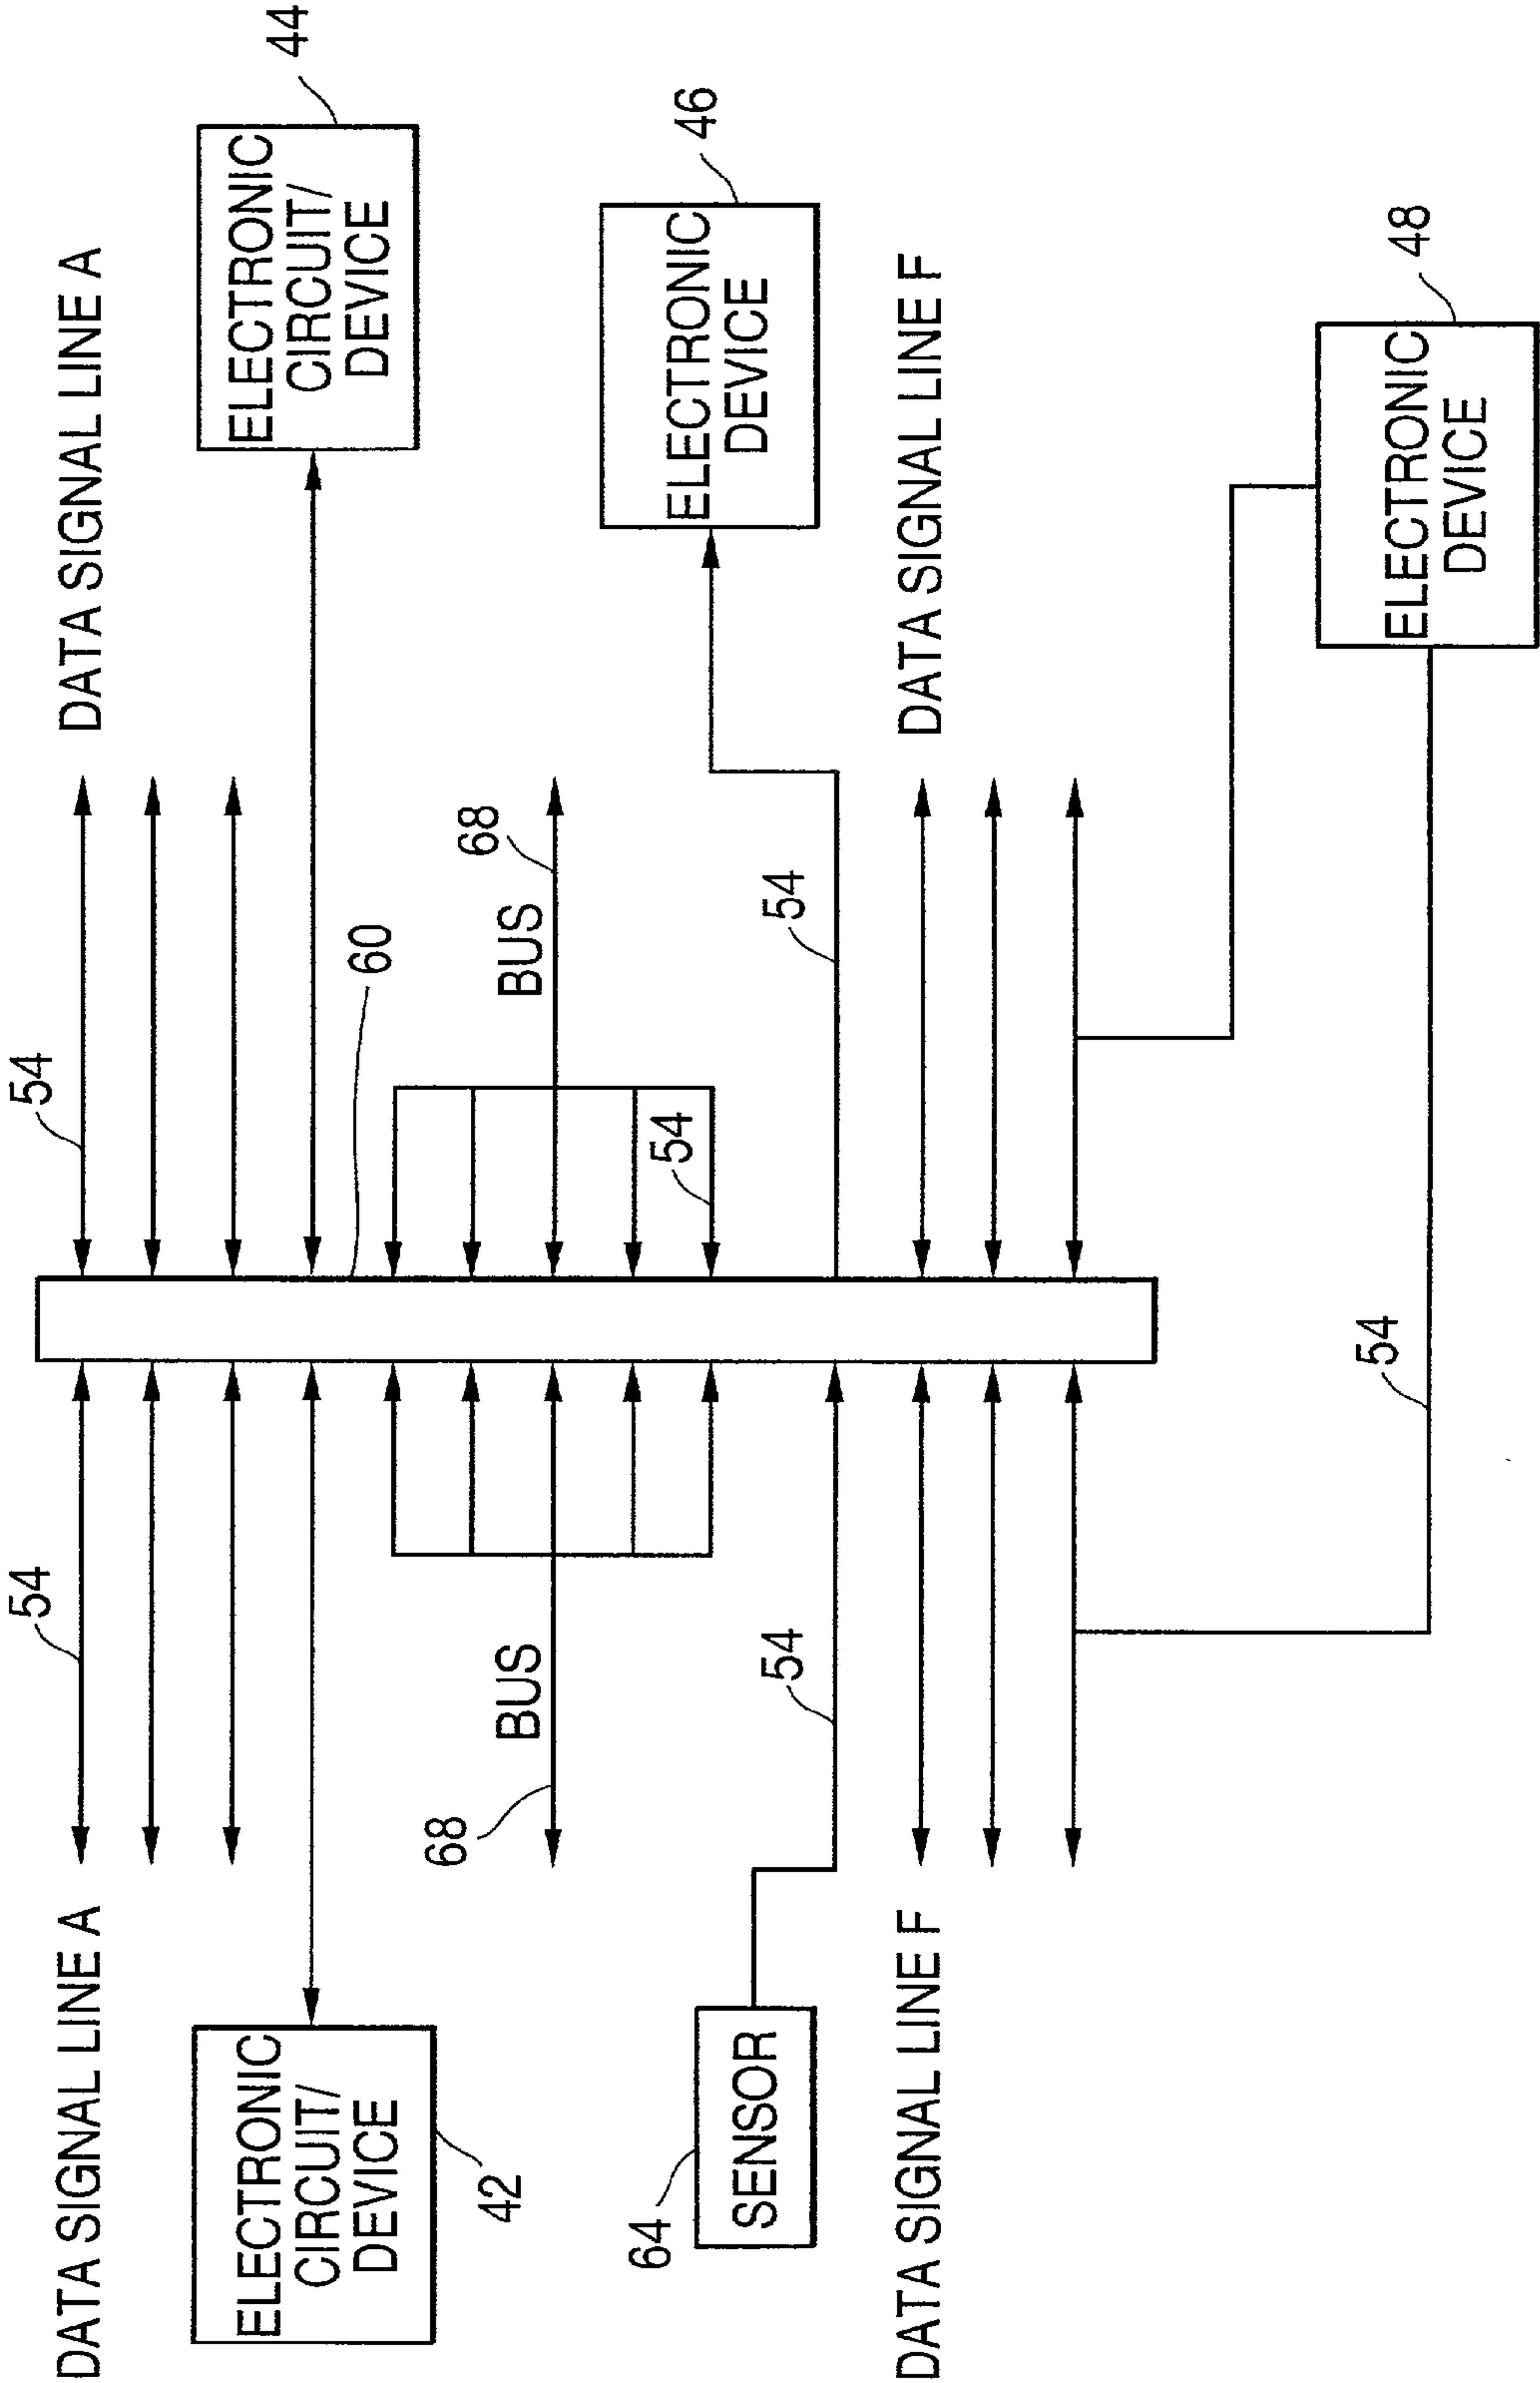 DATA SIGNAL LINE A
54
54
DATA SIGNAL LINE A
ELECTRONIC
CIRCUIT/
DEVICE
42
60
ELECTRONIC
CIRCUIT/
DEVICE
44
68
BUS
BUS
68
54
64
SENSOR
54
54
ELECTRONIC
DEVICE
46
DATA SIGNAL LINE F
DATA SIGNAL LINE F
54
ELECTRONIC
DEVICE
48